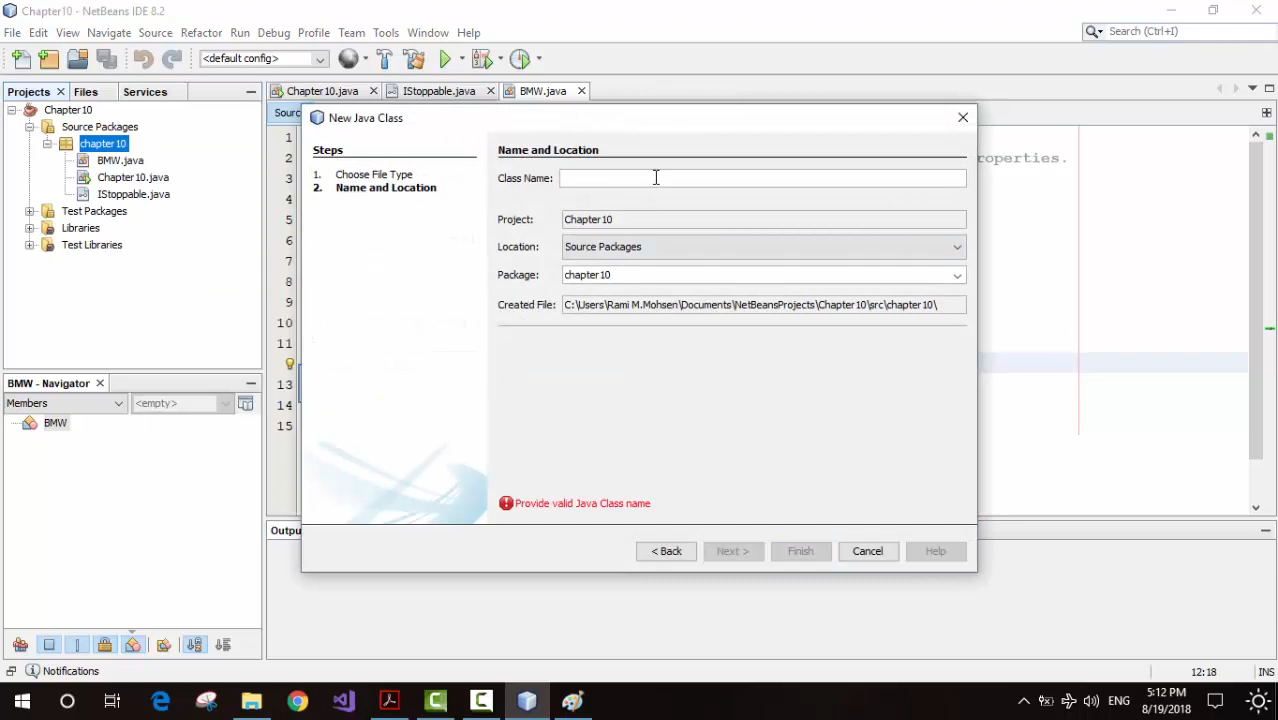 Chapter10 - NetBeans IDE 8.2
File Edit View Navigate Source Refactor Run Debug Profile Team Tools Window Help
Search (Ctrl+I)
<default config>
Projects Files Services
Chapter10.java IStoppable.java BMW.java
Chapter10
Source Packages
chapter10
BMW.java
Chapter10.java
IStoppable.java
Test Packages
Libraries
Test Libraries
1
2
3
4
5
6
7
8
9
10
11
13
14
15
roperties.
New Java Class
Steps
1. Choose File Type
2. Name and Location
Name and Location
Class Name:
Project: Chapter10
Location: Source Packages
Package: chapter10
Created File: C:\Users\Rami M.Mohsen\Documents\NetBeansProjects\Chapter10\src\chapter10\
Provide valid Java Class name
< Back Next > Finish Cancel Help
BMW - Navigator
Members <empty>
BMW
Outpu
Notifications
12:18 INS
ENG
5:12 PM
8/19/2018